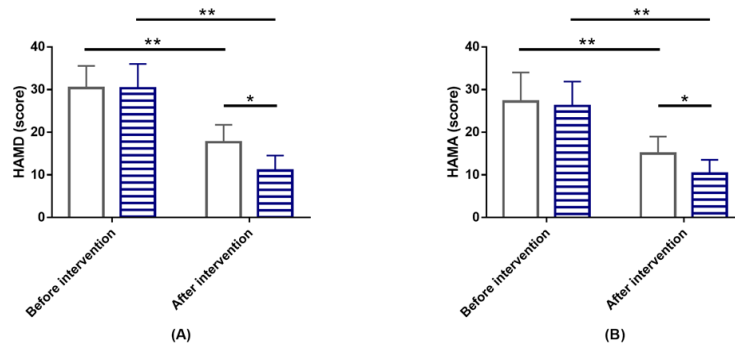 **
**
*
40
30
20
10
0
HAMD (score)
Before intervention
After intervention
(A)
**
**
*
40
30
20
10
0
HAMA (score)
Before intervention
After intervention
(B)